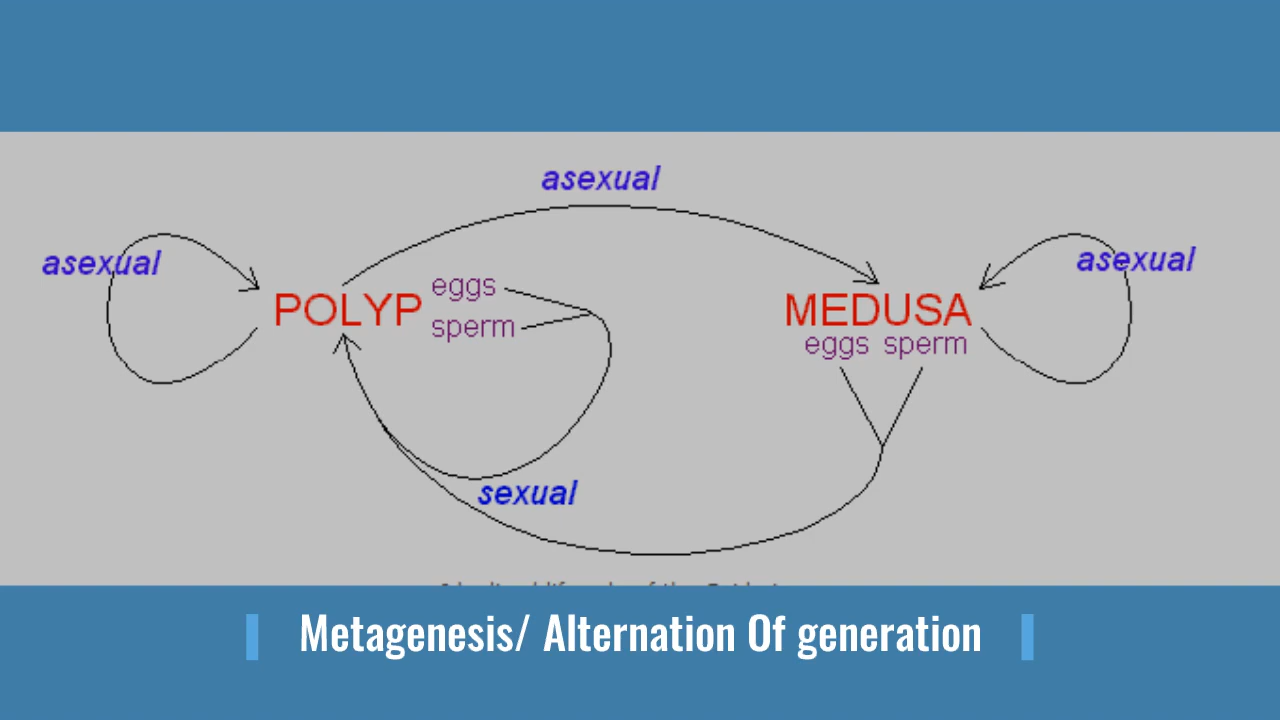 asexual
asexual
asexual
POLYP
eggs
sperm
MEDUSA
eggs sperm
sexual
Metagenesis/ Alternation Of generation